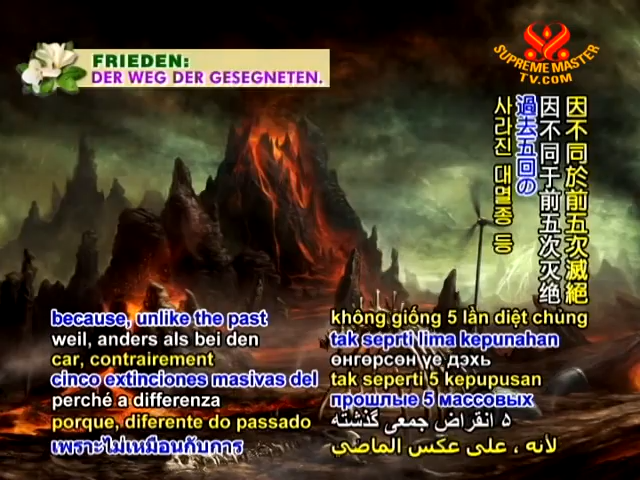 FRIEDEN:
DER WEG DER GESEGNETEN.
SUPREME MASTER
TV.COM
因不同於前五次滅絕
因不同于前五次灭绝
過去五回の
사라진 대멸종 등
because, unlike the past
weil, anders als bei den
car, contrairement
cinco extinciones masivas del
perché a differenza
porque, diferente do passado
เพราะไม่เหมือนกับการ
không giống 5 lần diệt chủng
tak seprti lima kepunahan
өнгөрсөн үе дэхь
tak seperti 5 kepupusan
прошлые 5 массовых
۵ انقراض جمعی گذشته
لأنه ، على عكس الماضي